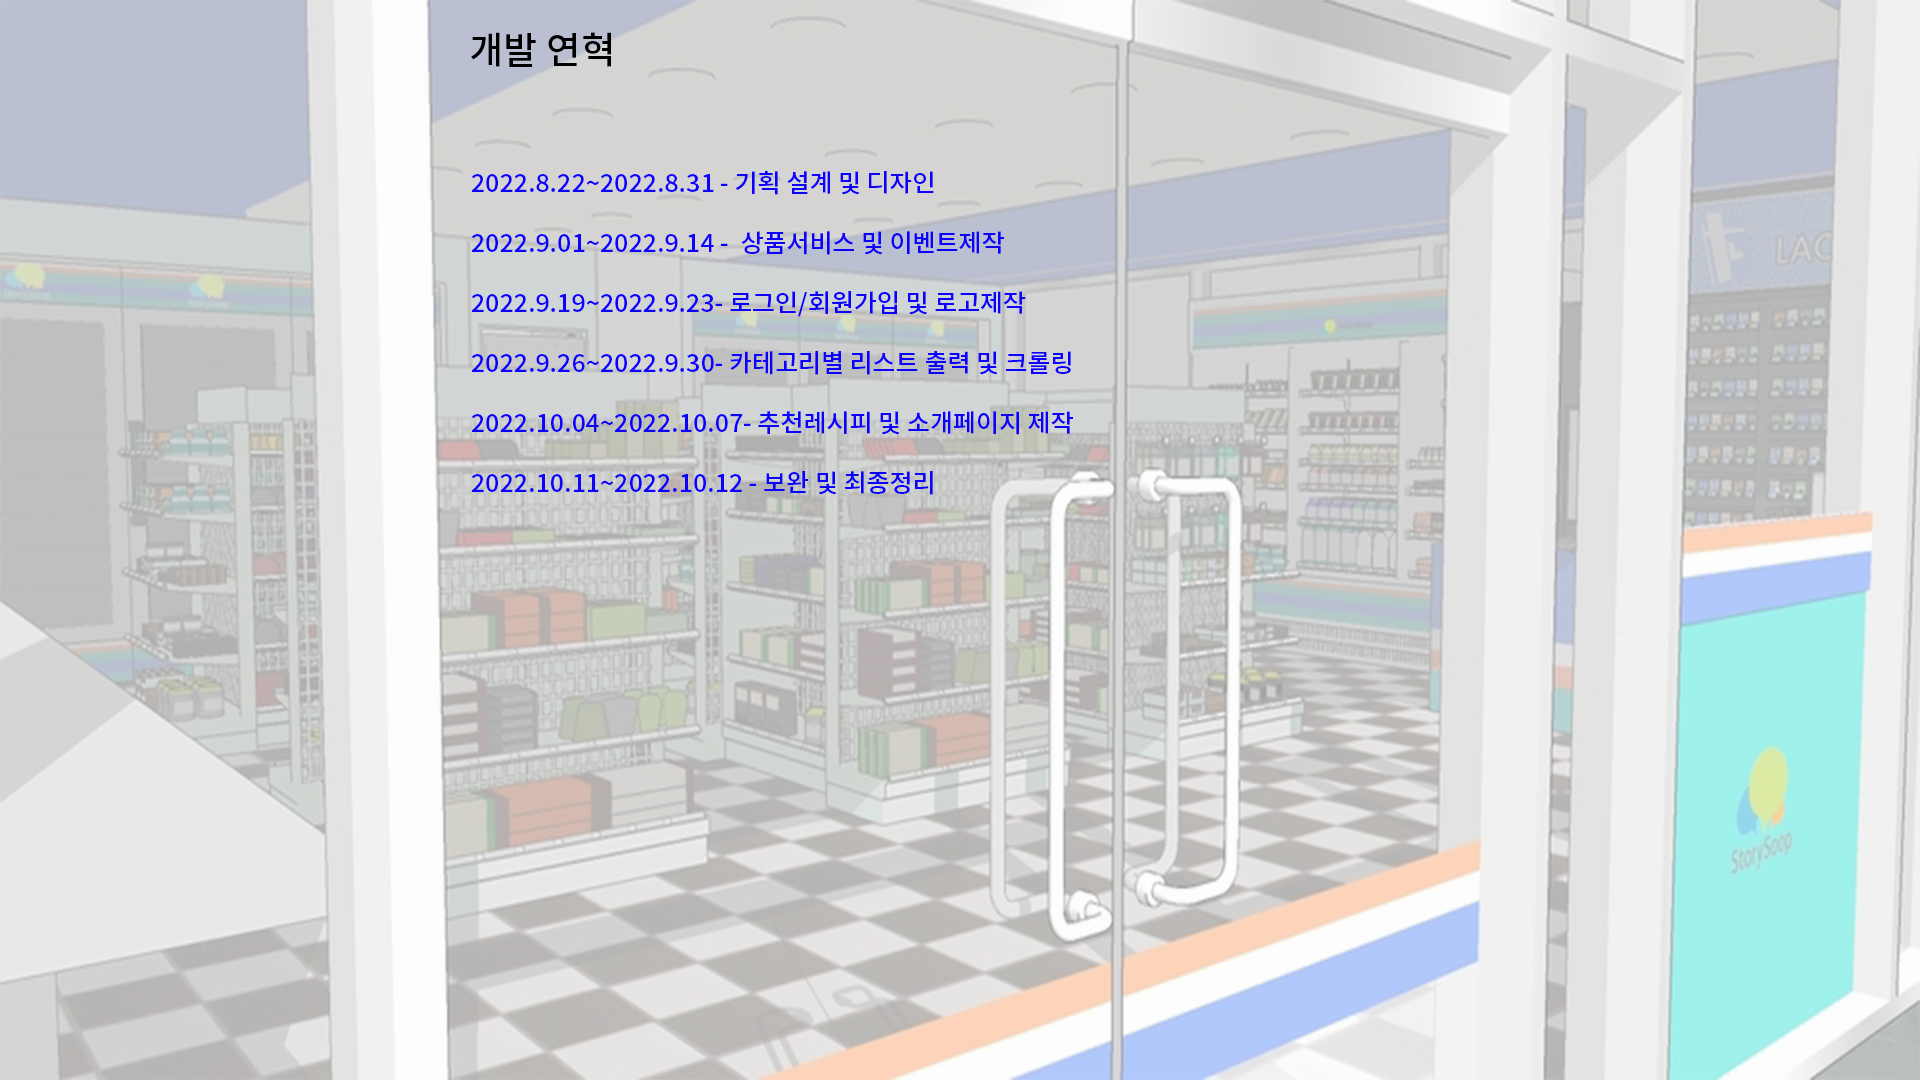 개발 연혁
2022.8.22~2022.8.31 - 기획 설계 및 디자인
2022.9.01~2022.9.14 -  상품서비스 및 이벤트제작
2022.9.19~2022.9.23- 로그인/회원가입 및 로고제작
2022.9.26~2022.9.30- 카테고리별 리스트 출력 및 크롤링
2022.10.04~2022.10.07- 추천레시피 및 소개페이지 제작
2022.10.11~2022.10.12 - 보완 및 최종정리
LAC
StorySoop